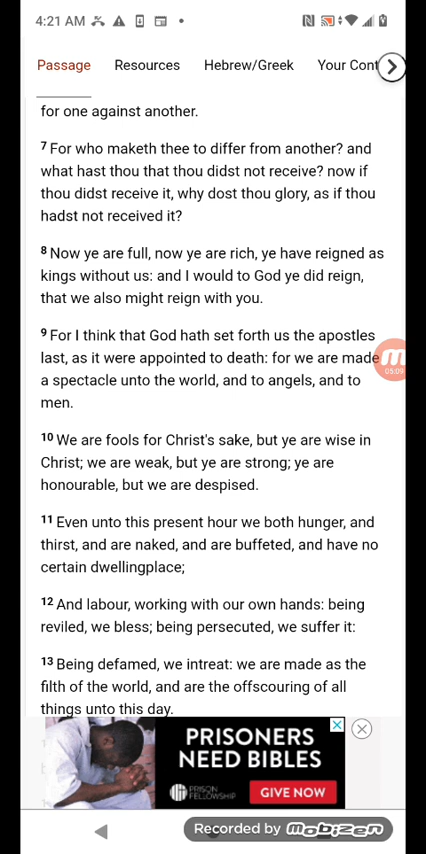 4:21 AM
Passage Resources Hebrew/Greek Your Cont
for one against another.
7 For who maketh thee to differ from another? and
what hast thou that thou didst not receive? now if
thou didst receive it, why dost thou glory, as if thou
hadst not received it?
8 Now ye are full, now ye are rich, ye have reigned as
kings without us: and I would to God ye did reign,
that we also might reign with you.
9 For I think that God hath set forth us the apostles
last, as it were appointed to death: for we are made
a spectacle unto the world, and to angels, and to
men.
05:09
10 We are fools for Christ's sake, but ye are wise in
Christ; we are weak, but ye are strong; ye are
honourable, but we are despised.
11 Even unto this present hour we both hunger, and
thirst, and are naked, and are buffeted, and have no
certain dwellingplace;
12 And labour, working with our own hands: being
reviled, we bless; being persecuted, we suffer it:
13 Being defamed, we intreat: we are made as the
filth of the world, and are the offscouring of all
things unto this day.
PRISONERS
NEED BIBLES
PRISON
FELLOWSHIP
GIVE NOW
Recorded by mobizen